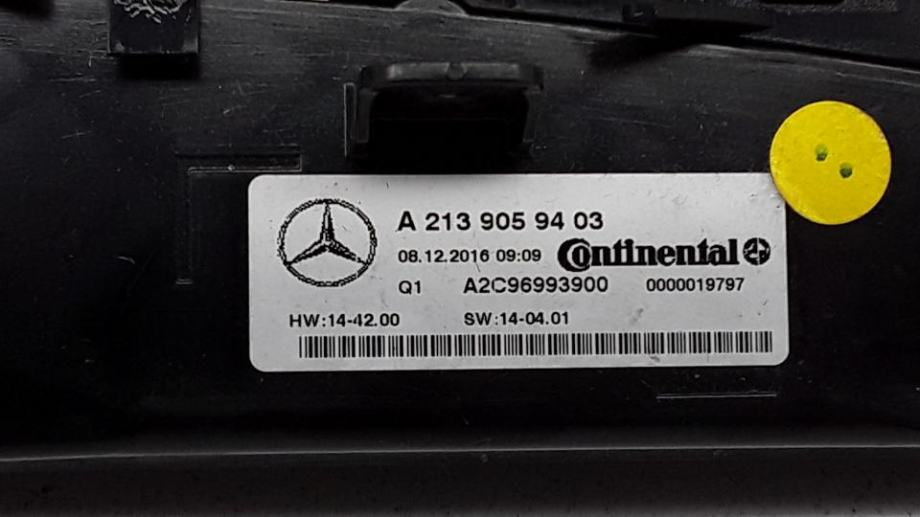 A 213 905 94 03
08.12.2016 09:09 Continental
Q1 A2C96993900 0000019797
HW:14-42.00 SW:14-04.01